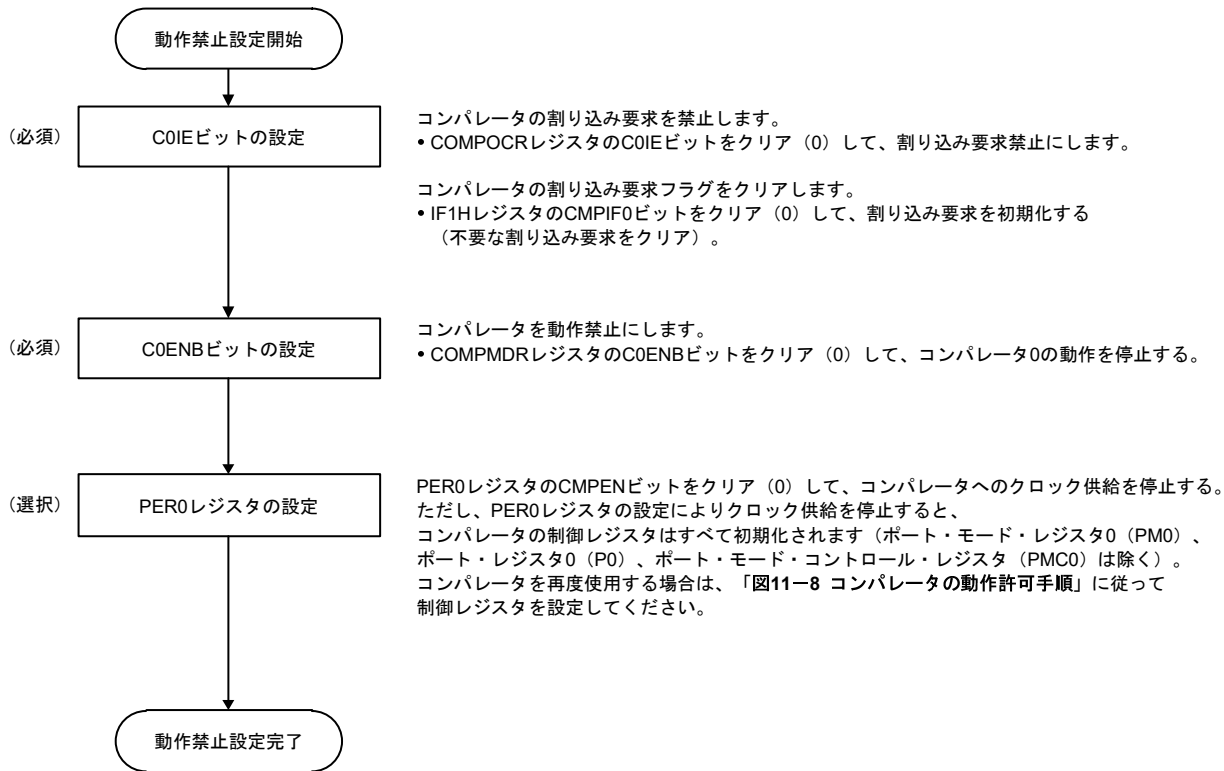 動作禁止設定開始
(必須)
C0IEビットの設定
コンパレータの割り込み要求を禁止します。
• COMPOCRレジスタのC0IEビットをクリア（0）して、割り込み要求禁止にします。
コンパレータの割り込み要求フラグをクリアします。
• IF1HレジスタのCMPIF0ビットをクリア（0）して、割り込み要求を初期化する
（不要な割り込み要求をクリア）。
(必須)
C0ENBビットの設定
コンパレータを動作禁止にします。
• COMPMDRレジスタのC0ENBビットをクリア（0）して、コンパレータ0の動作を停止する。
(選択)
PER0レジスタの設定
PER0レジスタのCMPENビットをクリア（0）して、コンパレータへのクロック供給を停止する。
ただし、PER0レジスタの設定によりクロック供給を停止すると、
コンパレータの制御レジスタはすべて初期化されます（ポート・モード・レジスタ0（PM0）、
ポート・レジスタ0（P0）、ポート・モード・コントロール・レジスタ（PMC0）は除く）。
コンパレータを再度使用する場合は、「図11－8 コンパレータの動作許可手順」に従って
制御レジスタを設定してください。
動作禁止設定完了